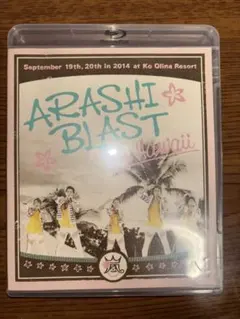 September 19th, 20th in 2014 at Ko Olina Resort
ARASHI
BLAST
in Hawaii